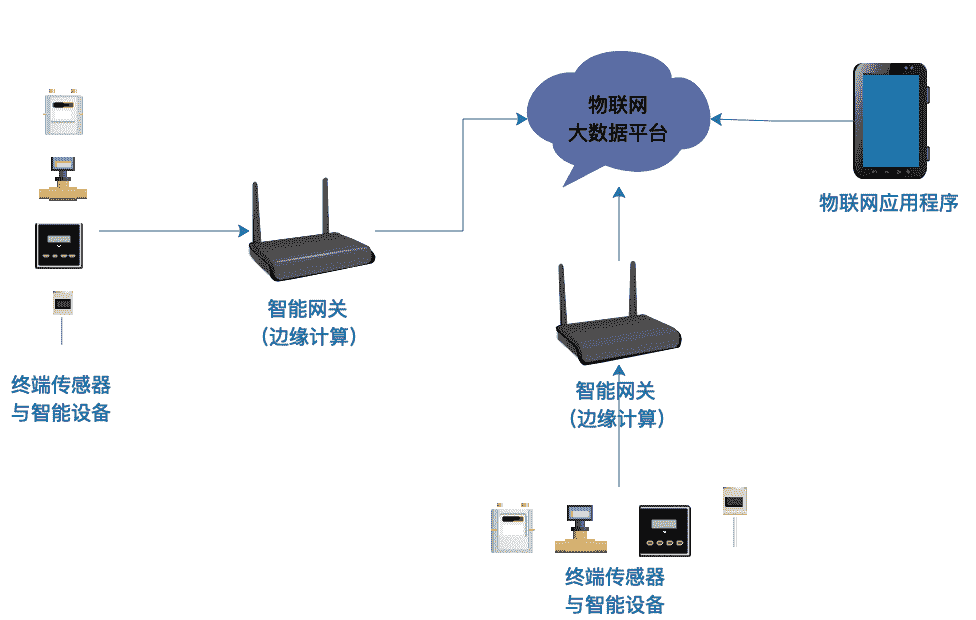 物联网
大数据平台
物联网应用程序
智能网关
（边缘计算）
终端传感器
与智能设备
智能网关
（边缘计算）
终端传感器
与智能设备